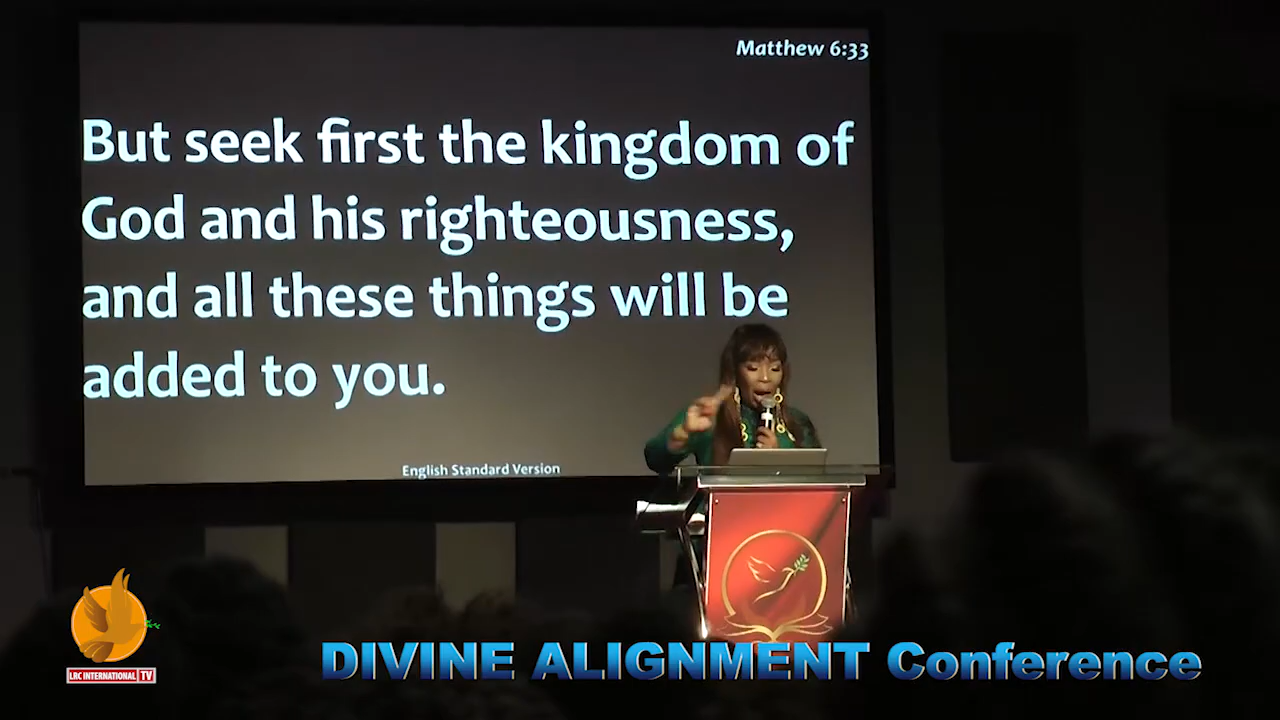 Matthew 6:33
But seek first the kingdom of
God and his righteousness,
and all these things will be
added to you.
English Standard Version
LRC INTERNATIONAL TV
DIVINE ALIGNMENT Conference